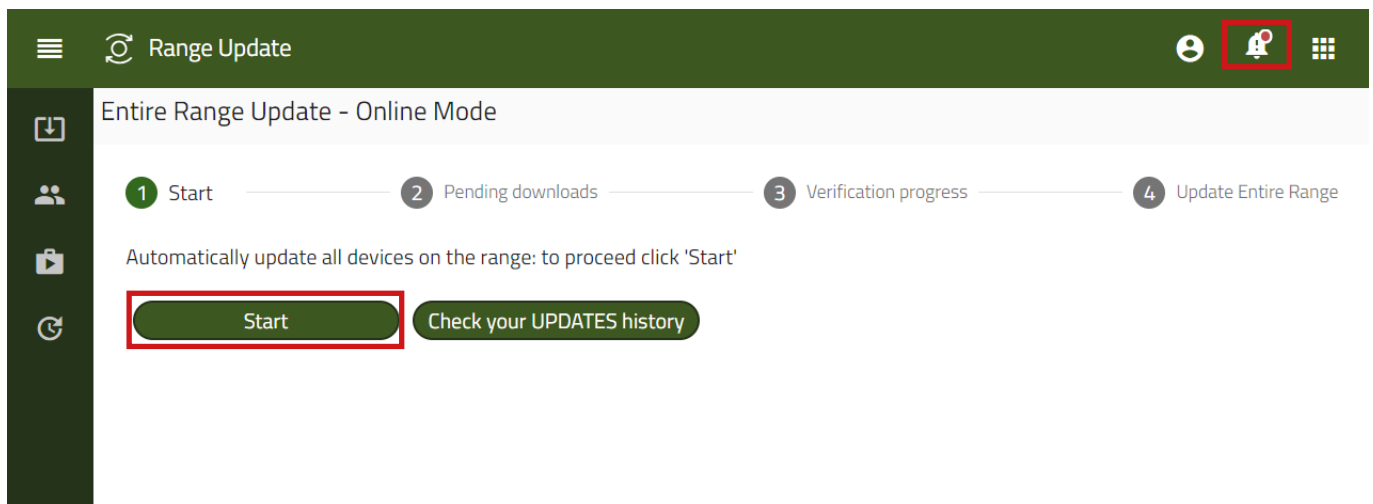 Range Update
Entire Range Update - Online Mode
1 Start 2 Pending downloads 3 Verification progress 4 Update Entire Range
Automatically update all devices on the range: to proceed click 'Start'
Start Check your UPDATES history